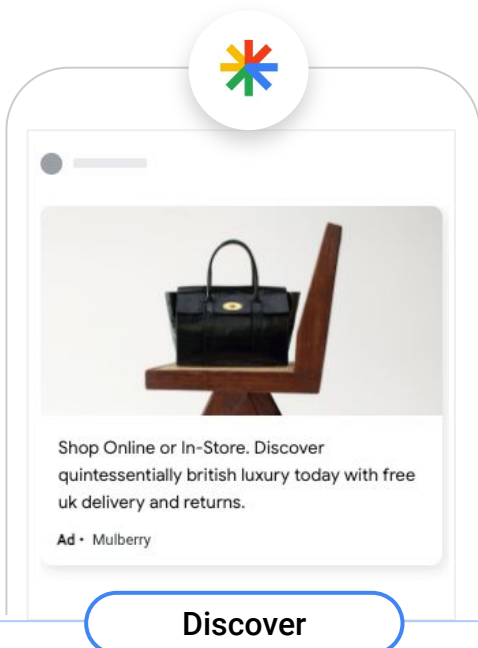 Shop Online or In-Store. Discover
quintessentially british luxury today with free
uk delivery and returns.
Ad • Mulberry
Discover